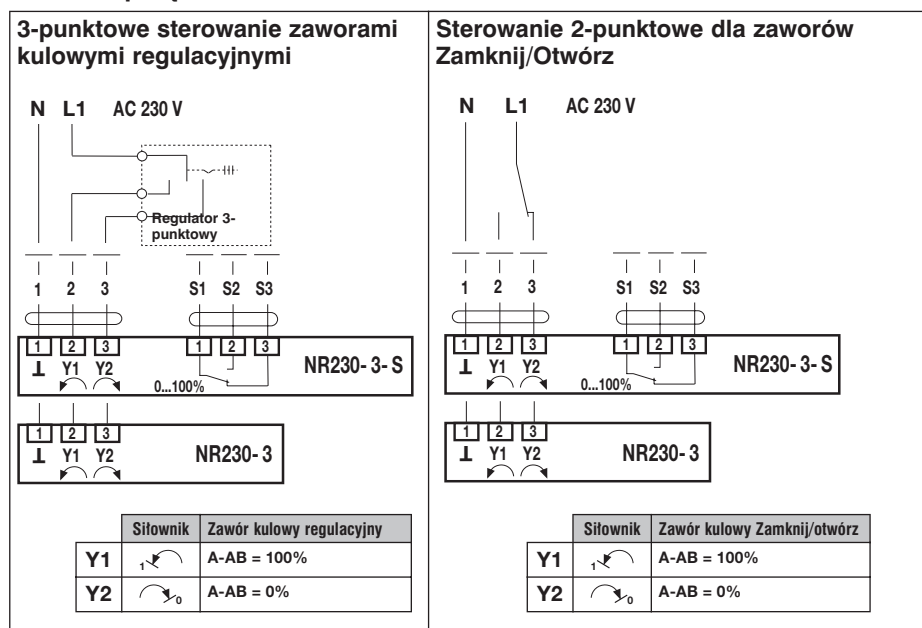 3-punktowe sterowanie zaworami
kulowymi regulacyjnymi
N L1 AC 230 V
Regulator 3-
punktowy
1 2 3 S1 S2 S3
1 2 3 1 2 3
⊥ Y1 Y2
0...100%
NR230- 3- S
1 2 3
⊥ Y1 Y2
NR230- 3
Siłownik Zawór kulowy regulacyjny
Y1 1 A-AB = 100%
Y2 0 A-AB = 0%
Sterowanie 2-punktowe dla zaworów
Zamknij/Otwórz
N L1 AC 230 V
1 2 3 S1 S2 S3
1 2 3 1 2 3
⊥ Y1 Y2
0...100%
NR230- 3- S
1 2 3
⊥ Y1 Y2
NR230- 3
Siłownik Zawór kulowy Zamknij/otwórz
Y1 1 A-AB = 100%
Y2 0 A-AB = 0%